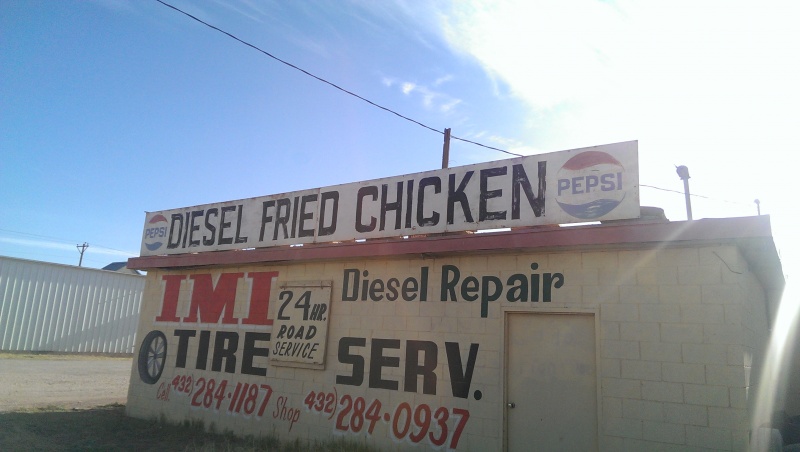 PEPSI DIESEL FRIED CHICKEN PEPSI
IMI
Diesel Repair
24 HR.
ROAD
SERVICE
TIRE SERV.
Cell 432) 284-1187 Shop 432) 284-0937